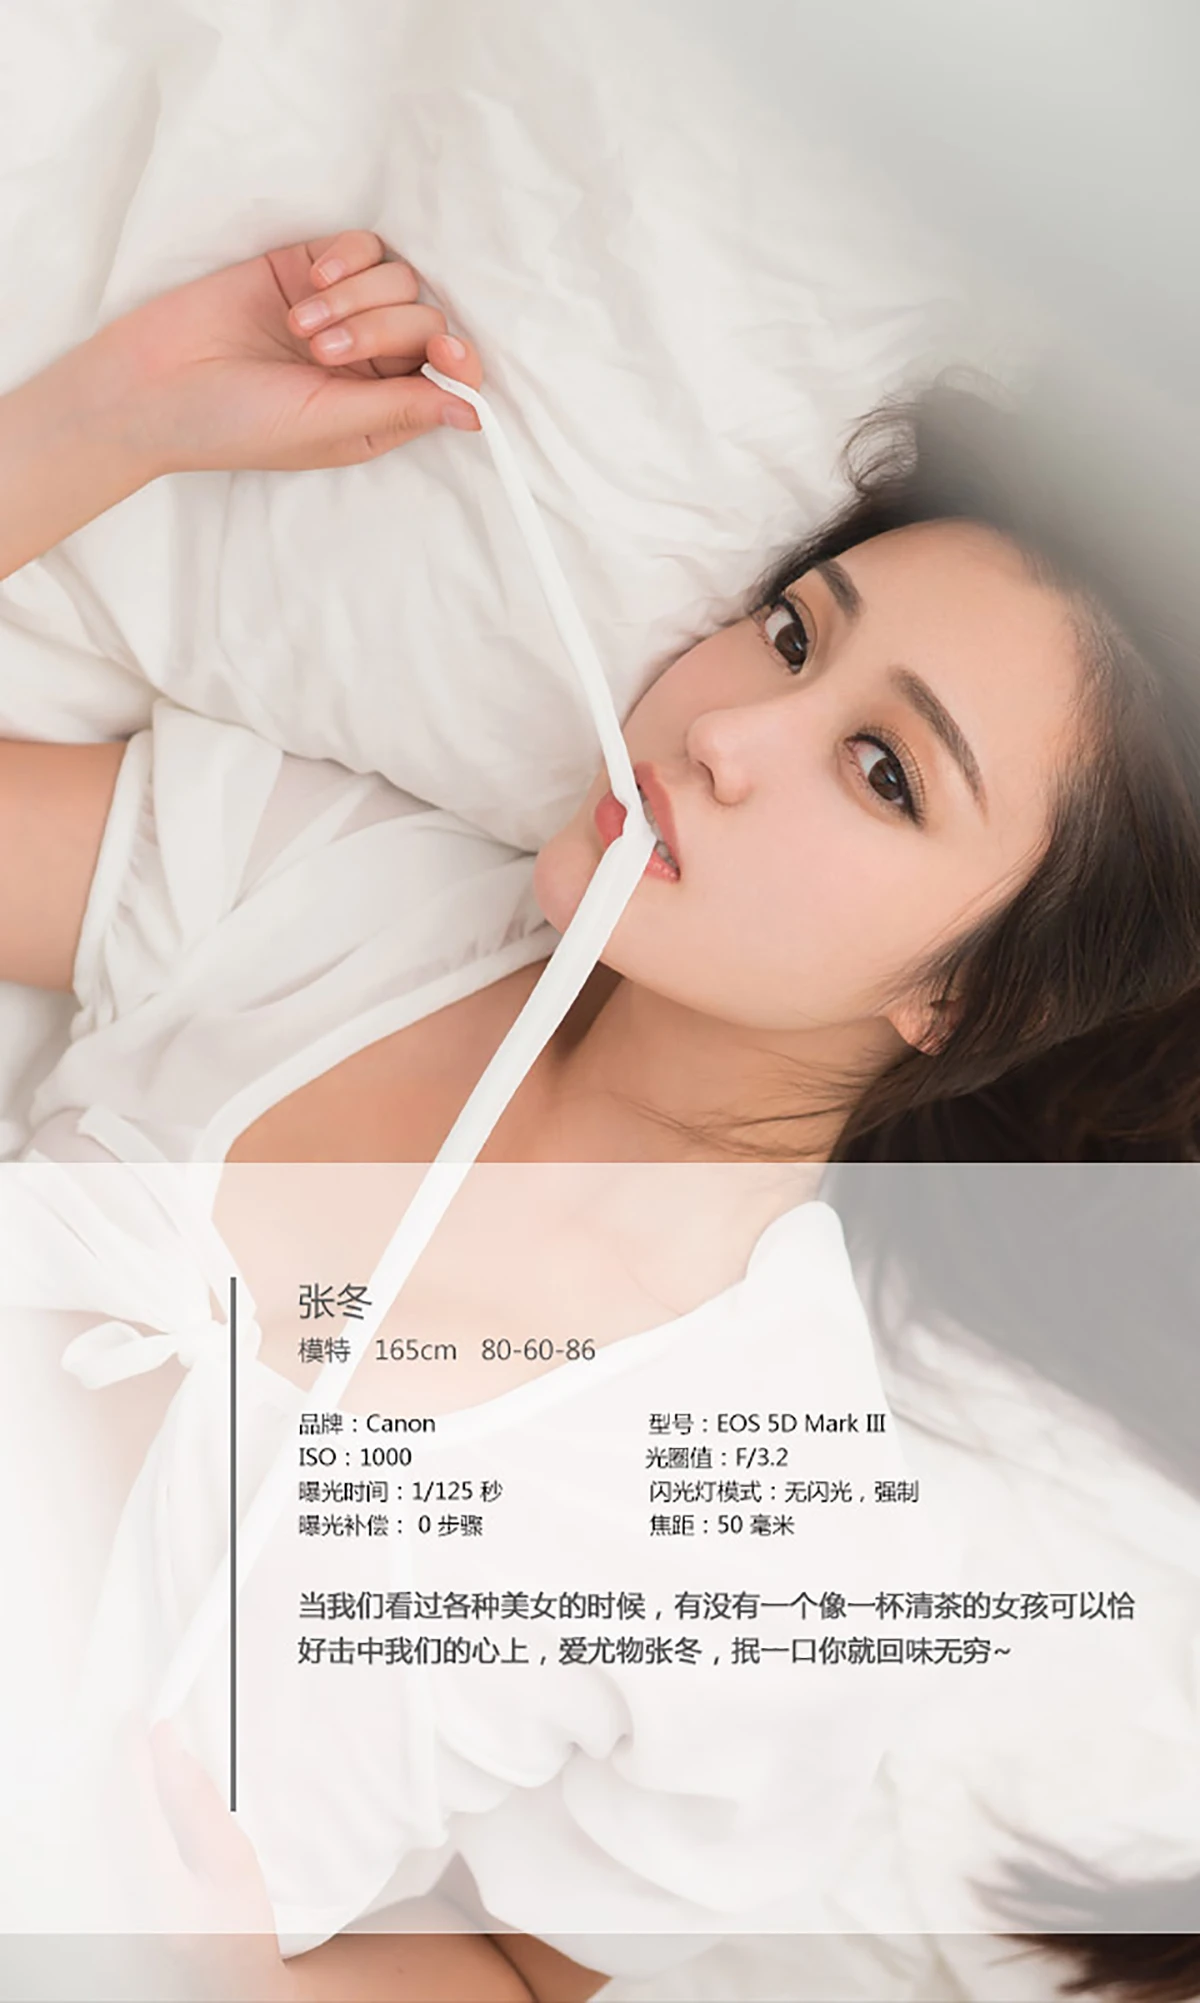 张冬
模特 165cm 80-60-86
品牌：Canon 型号：EOS 5D Mark III
ISO：1000 光圈值：F/3.2
曝光时间：1/125 秒 闪光灯模式：无闪光，强制
曝光补偿： 0 步骤 焦距：50 毫米
当我们看过各种美女的时候，有没有一个像一杯清茶的女孩可以恰
好击中我们的心上，爱尤物张冬，抿一口你就回味无穷~